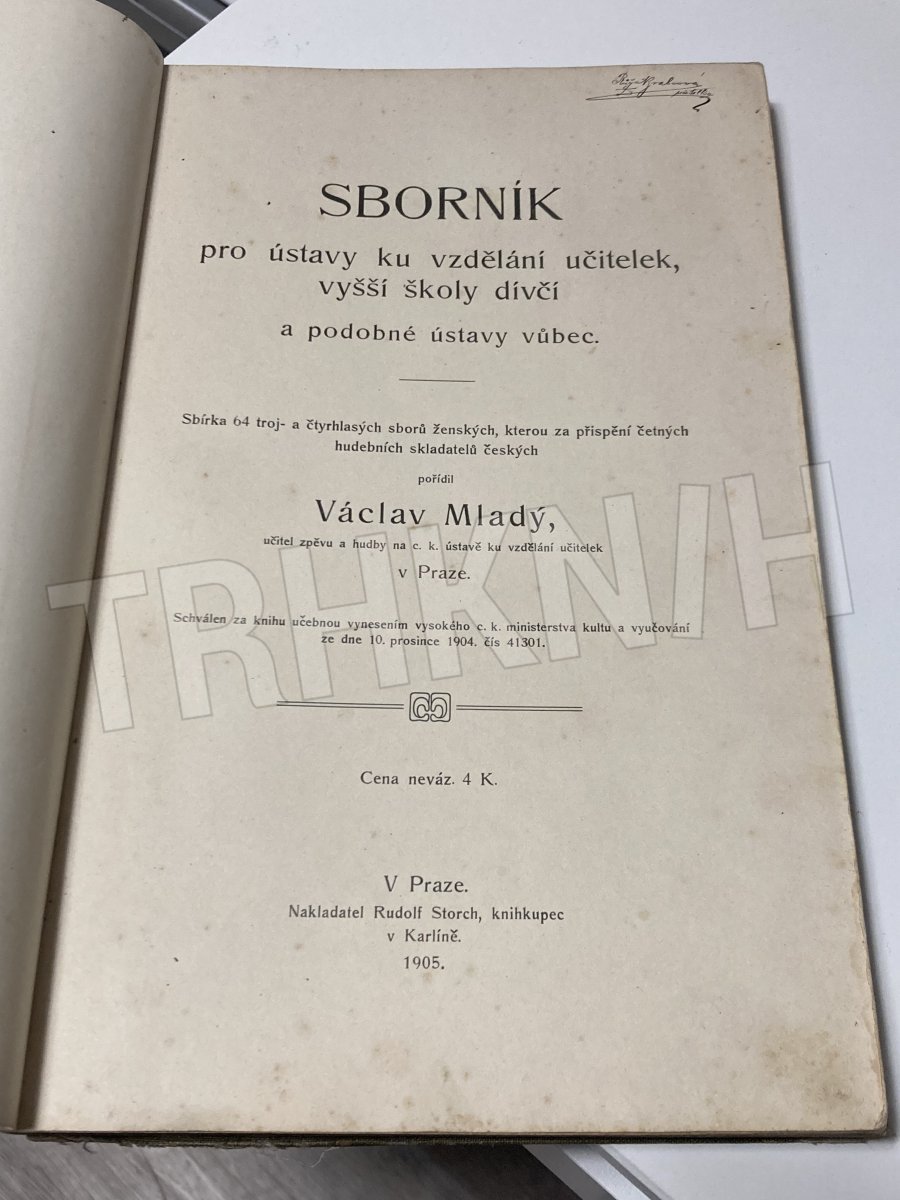 SBORNÍK
pro ústavy ku vzdělání učitelek,
vyšší školy dívčí
a podobné ústavy vůbec.
Sbírka 64 troj- a čtyrhlasých sborů ženských, kterou za přispění četných
hudebních skladatelů českých
pořídil
Václav Mladý,
učitel zpěvu a hudby na c. k. ústavě ku vzdělání učitelek
v Praze.
TRHKNIH
Schválen za knihu učebnou vynesením vysokého c. k. ministerstva kultu a vyučování
ze dne 10. prosince 1904. čís 41301.
Cena neváz. 4 K.
V Praze.
Nakladatel Rudolf Storch, knihkupec
v Karlíně.
1905.